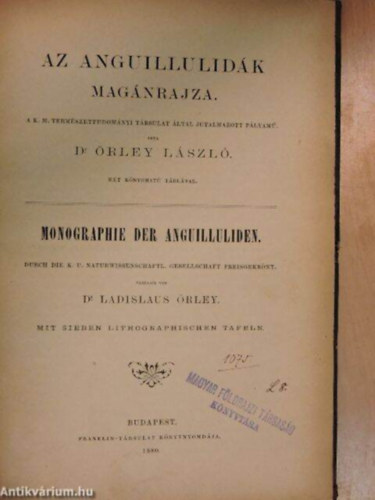 AZ ANGUILLULIDÁK
MAGÁNRAJZA.
A K. M. TERMÉSZETTUDOMÁNYI TÁRSULAT ÁLTAL JUTALMAZOTT PÁLYAMŰ.
IRTA
Dr ÖRLEY LÁSZLÓ.
HÉT KŐNYOMATÚ TÁBLÁVAL.
MONOGRAPHIE DER ANGUILLULIDEN.
DURCH DIE K. U. NATURWISSENSCHAFTL. GESELLSCHAFT PREISGEKRÖNT.
VERFASST VON
Dr LADISLAUS ÖRLEY.
MIT SIEBEN LITHOGRAPHISCHEN TAFELN
1375.
MAGYAR FÖLDRAJZI TÁRSASÁG
KÖNYVTÁRA
BUDAPEST,
FRANKLIN-TÁRSULAT KÖNYVNYOMDÁJA.
1880.
Antikvárium.hu